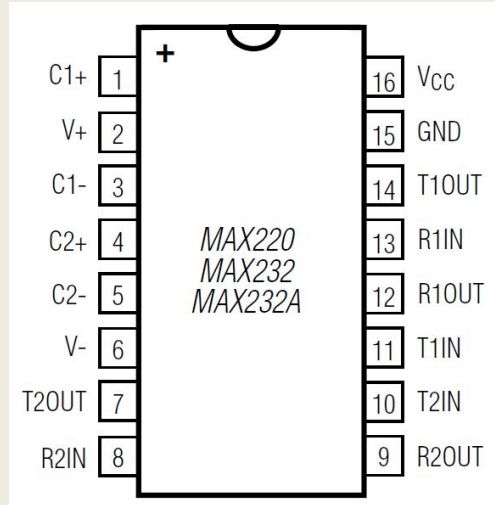 +
C1+ 1
V+ 2
C1- 3
C2+ 4
C2- 5
V- 6
T2OUT 7
R2IN 8
MAX220
MAX232
MAX232A
16 VCC
15 GND
14 T1OUT
13 R1IN
12 R1OUT
11 T1IN
10 T2IN
9 R2OUT